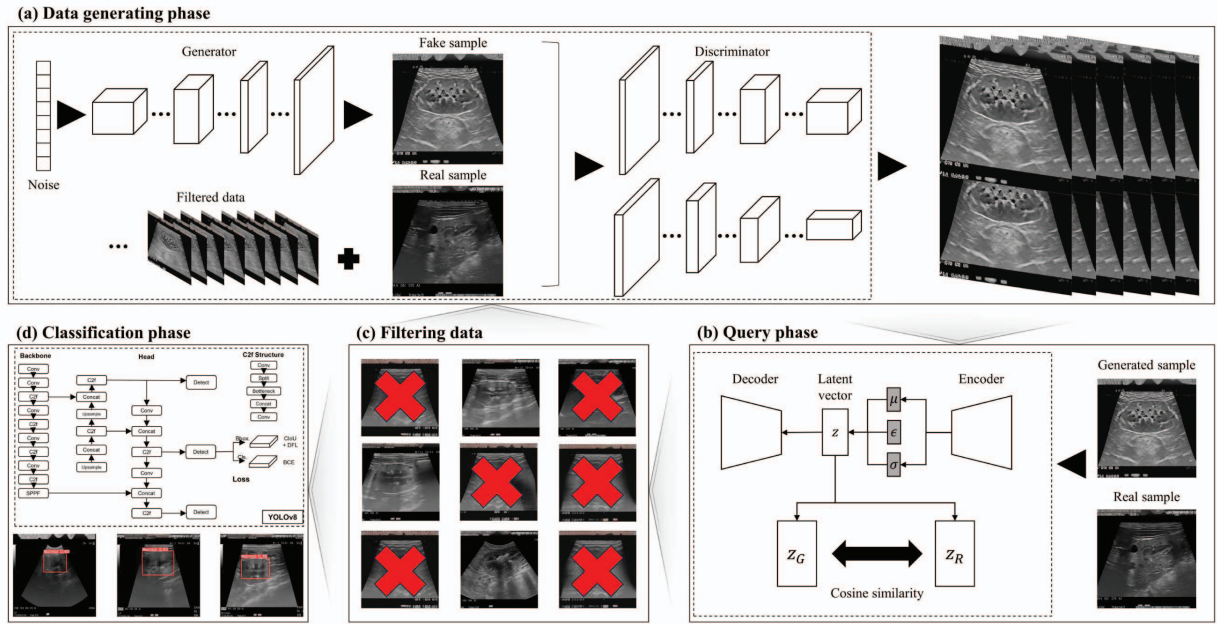 (a) Data generating phase
Generator
Fake sample
Discriminator
Noise
Real sample
Filtered data
(d) Classification phase
Backbone
Head
C2f Structure
Conv
Conv
C2f
Conv
C2f
Conv
C2f
Conv
C2f
SPPF
C2f
Concat
Upsample
C2f
Concat
Upsample
Conv
Concat
C2f
Conv
Concat
C2f
Detect
Detect
Detect
Conv
Split
Bottleneck
Concat
Conv
Bbox.
Cls.
CIoU
+ DFL
BCE
Loss
YOLOv8
(c) Filtering data
(b) Query phase
Decoder
Latent
vector
Encoder
μ
z
ϵ
σ
z_G
z_R
Cosine similarity
Generated sample
Real sample